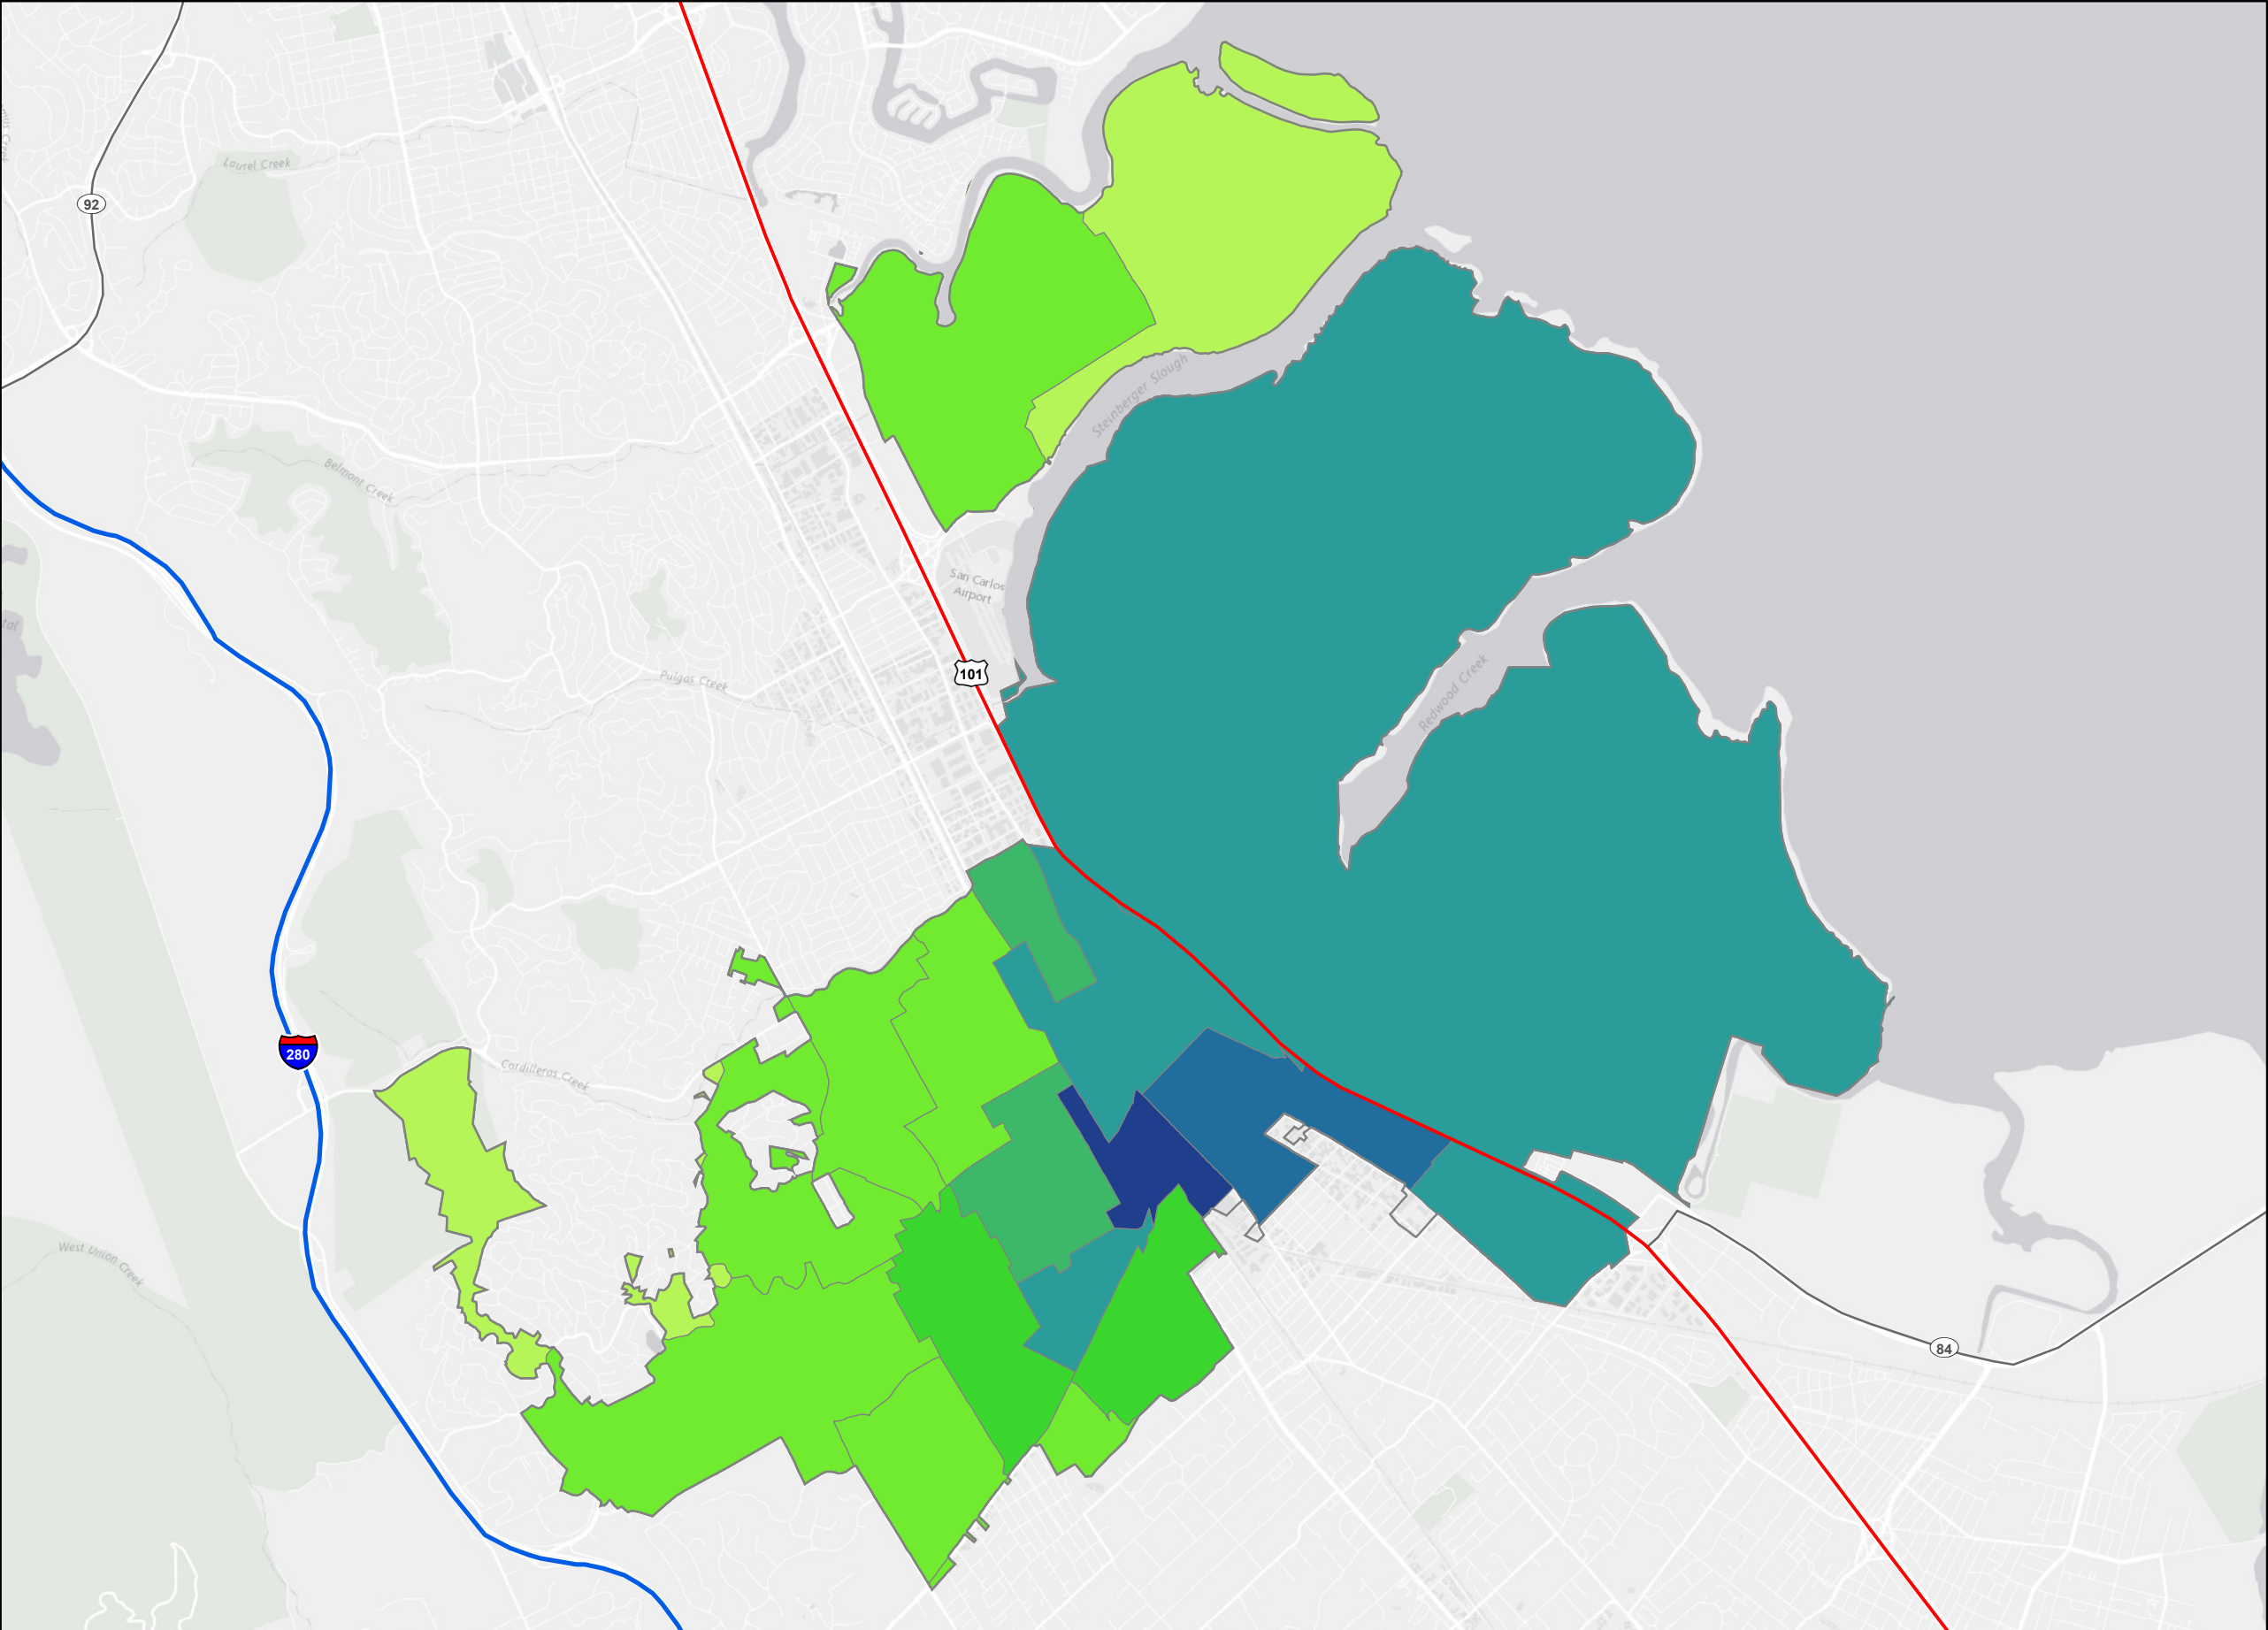 Laurel Creek
92
Steinberger Slough
Belmont Creek
San Carlos
Airport
tal
Pulgas Creek
101
Redwood Creek
280
Cordilleras Creek
West Union Creek
84